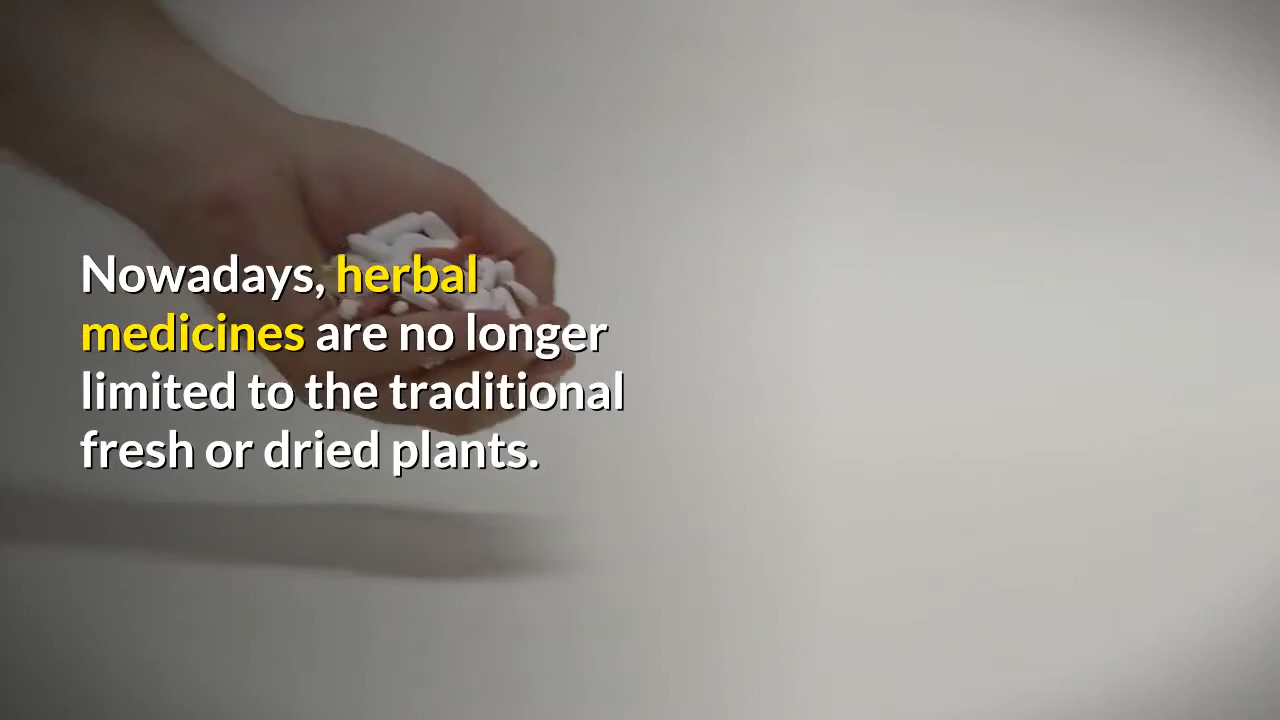 Nowadays, herbal
medicines are no longer
limited to the traditional
fresh or dried plants.